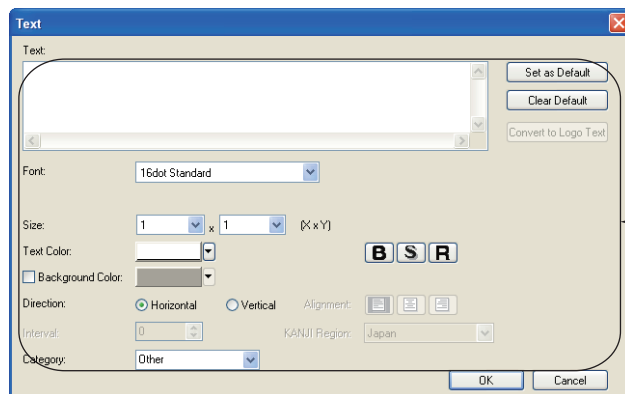 Text
Text:
Set as Default
Clear Default
Convert to Logo Text
Font: 16dot Standard
Size: 1 x 1 (X x Y)
Text Color: B S R
Background Color:
Direction: Horizontal Vertical Alignment:
Interval: 0 KANJI Region: Japan
Category: Other
OK Cancel